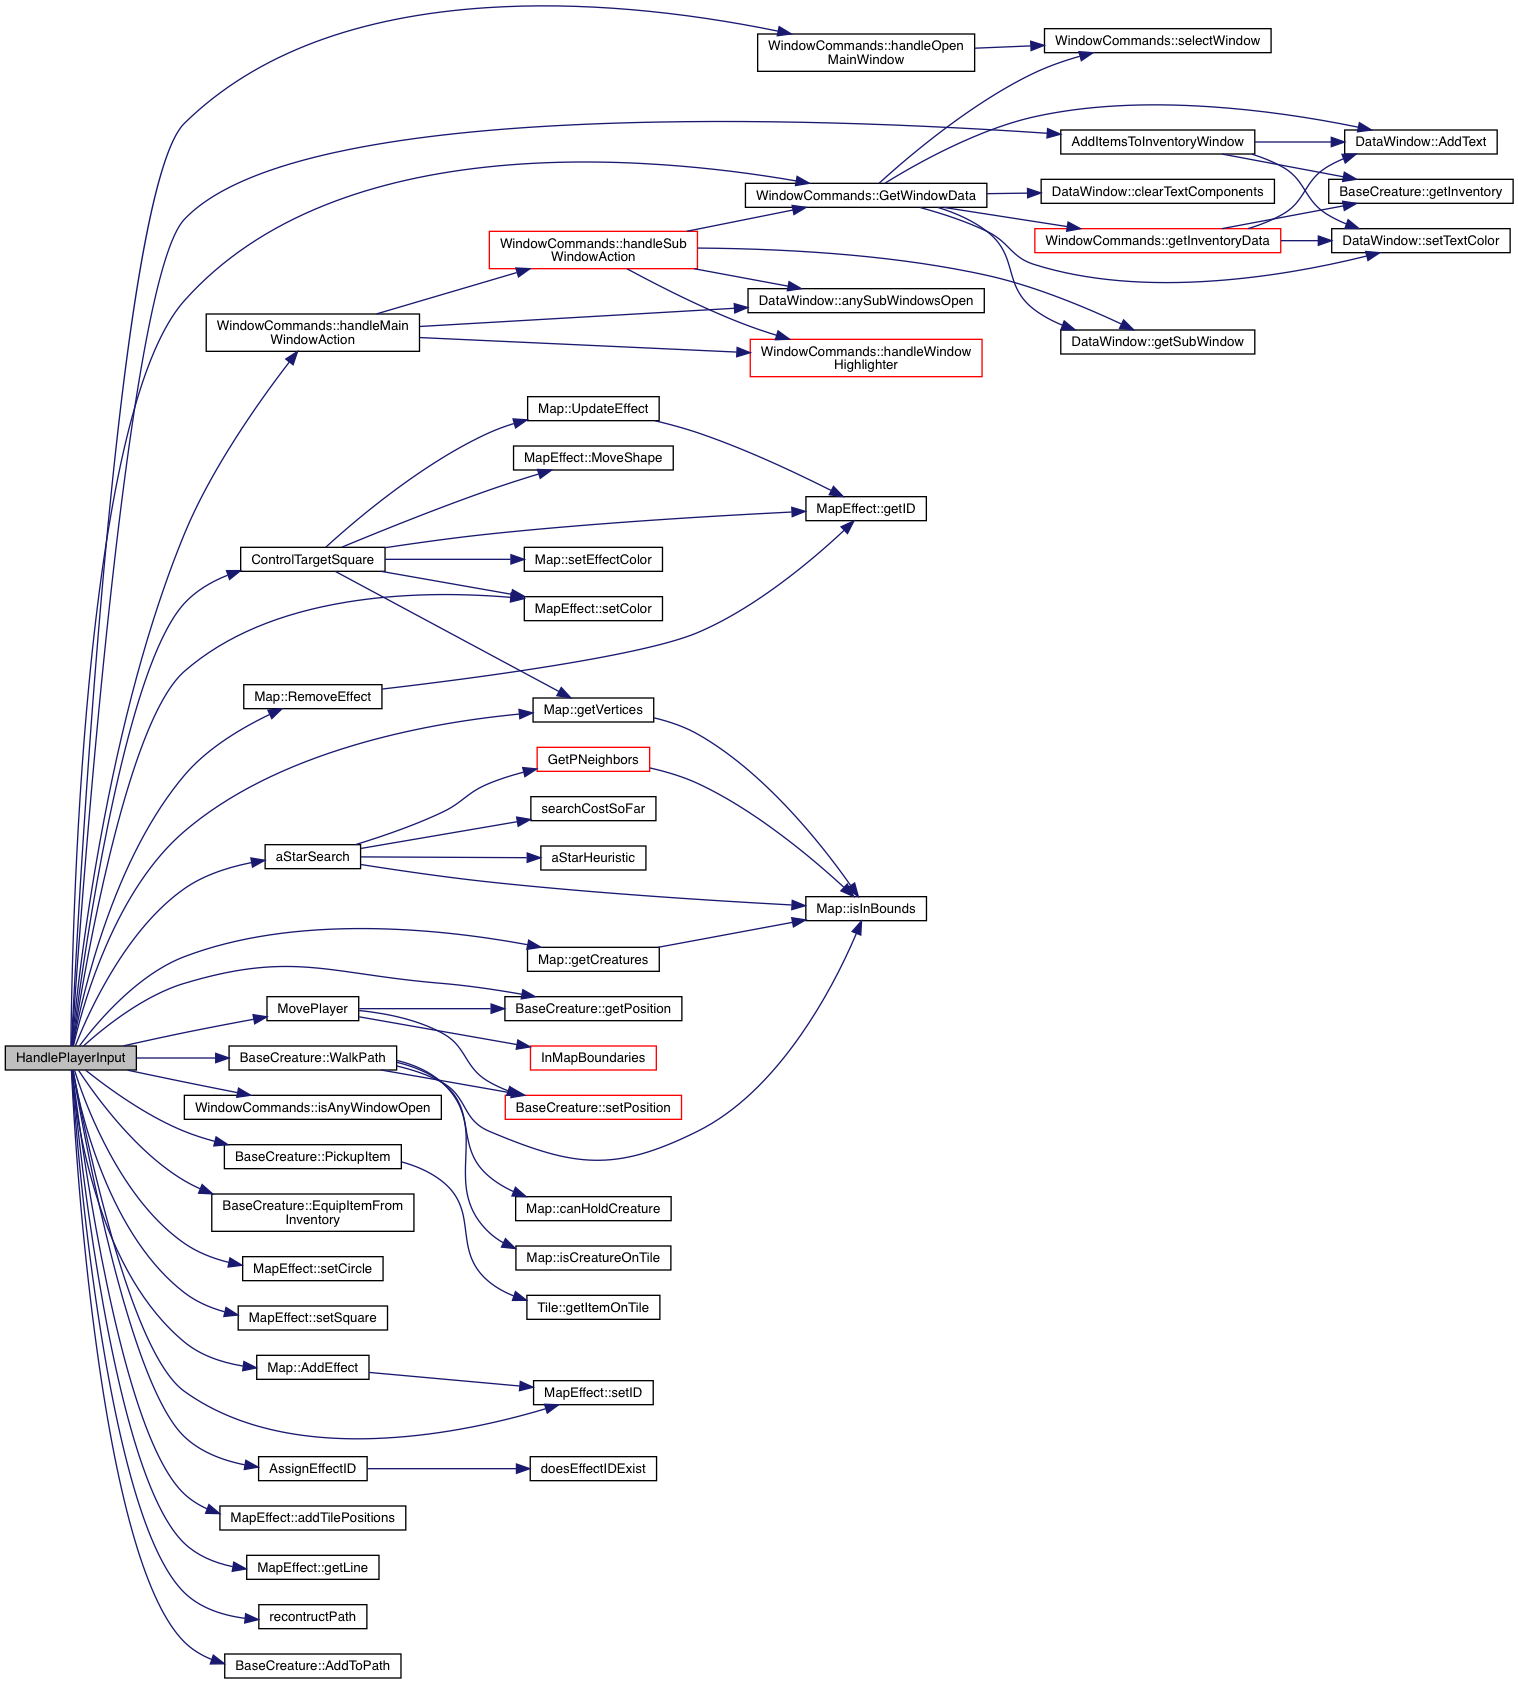 WindowCommands::handleOpen
MainWindow
WindowCommands::selectWindow
AddItemsToInventoryWindow
DataWindow::AddText
WindowCommands::GetWindowData
DataWindow::clearTextComponents
BaseCreature::getInventory
WindowCommands::handleSub
WindowAction
WindowCommands::getInventoryData
DataWindow::setTextColor
DataWindow::anySubWindowsOpen
WindowCommands::handleMain
WindowAction
DataWindow::getSubWindow
WindowCommands::handleWindow
Highlighter
Map::UpdateEffect
MapEffect::MoveShape
MapEffect::getID
ControlTargetSquare
Map::setEffectColor
MapEffect::setColor
Map::RemoveEffect
Map::getVertices
GetPNeighbors
searchCostSoFar
aStarSearch
aStarHeuristic
Map::isInBounds
Map::getCreatures
MovePlayer
BaseCreature::getPosition
HandlePlayerInput
BaseCreature::WalkPath
InMapBoundaries
WindowCommands::isAnyWindowOpen
BaseCreature::setPosition
BaseCreature::PickupItem
BaseCreature::EquipItemFrom
Inventory
Map::canHoldCreature
MapEffect::setCircle
Map::isCreatureOnTile
MapEffect::setSquare
Tile::getItemOnTile
Map::AddEffect
MapEffect::setID
AssignEffectID
doesEffectIDExist
MapEffect::addTilePositions
MapEffect::getLine
recontructPath
BaseCreature::AddToPath